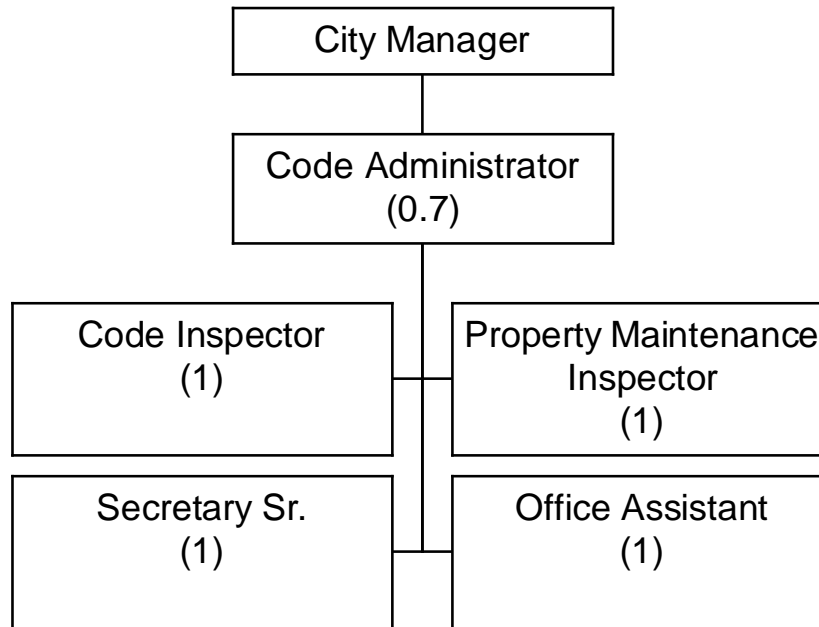 City Manager
Code Administrator
(0.7)
Code Inspector
(1)
Property Maintenance
Inspector
(1)
Secretary Sr.
(1)
Office Assistant
(1)